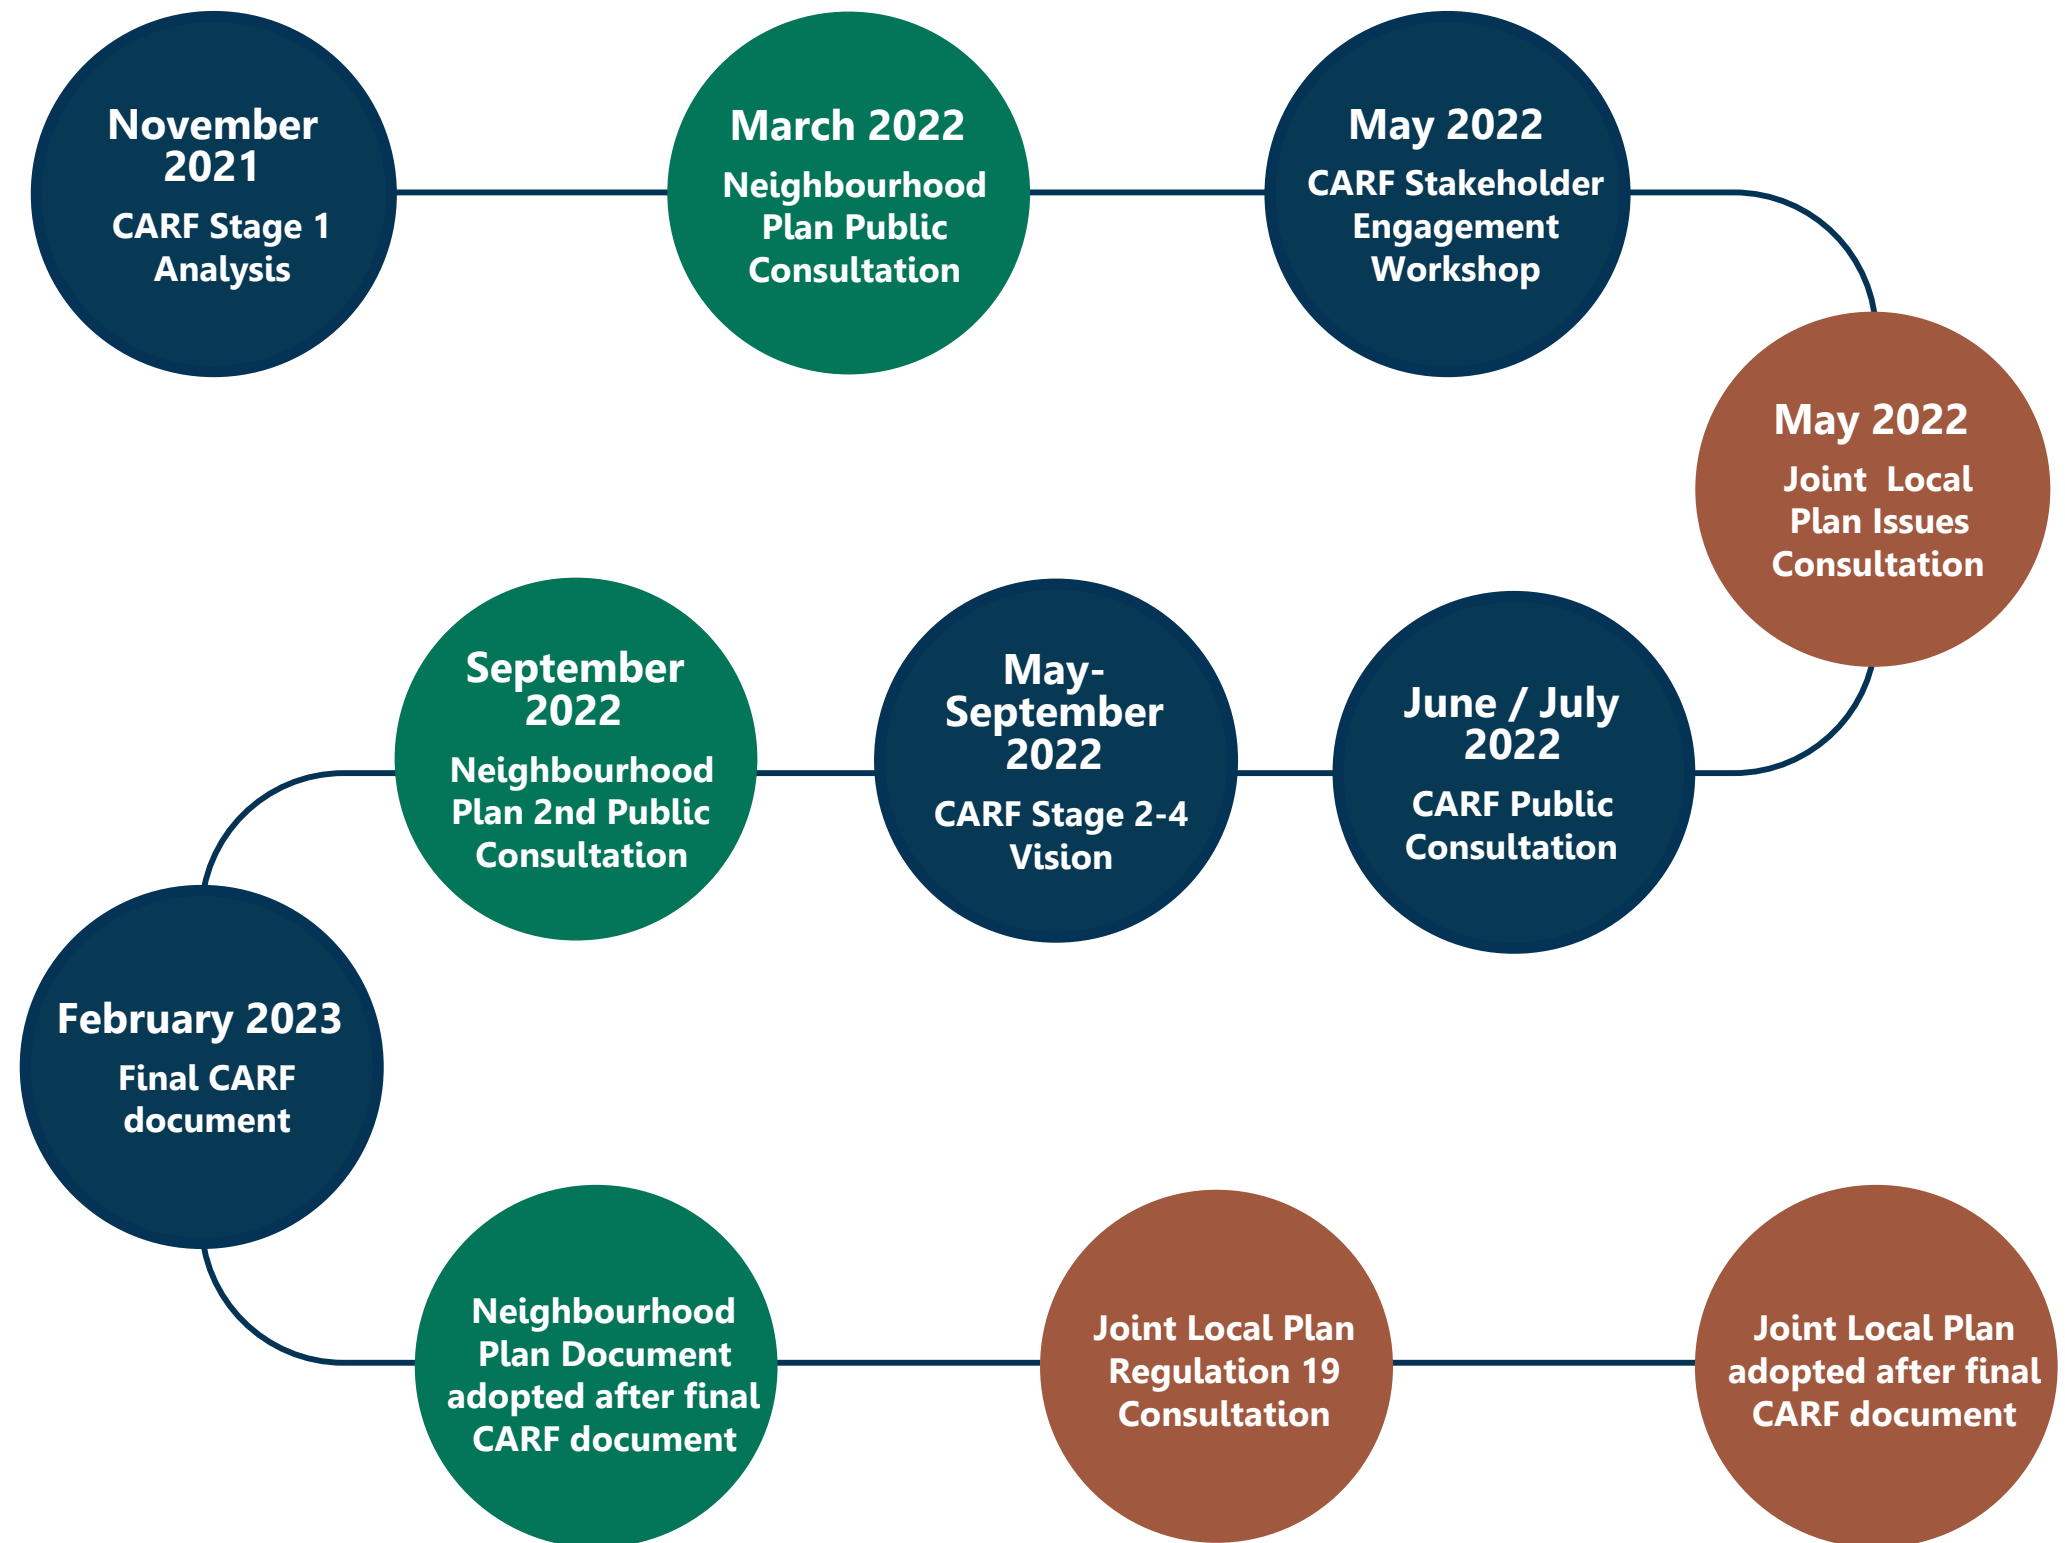 November
2021
CARF Stage 1
Analysis
March 2022
Neighbourhood
Plan Public
Consultation
May 2022
CARF Stakeholder
Engagement
Workshop
May 2022
Joint  Local
Plan Issues
Consultation
June / July
2022
CARF Public
Consultation
May-
September
2022
CARF Stage 2-4
Vision
September
2022
Neighbourhood
Plan 2nd Public
Consultation
February 2023
Final CARF
document
Neighbourhood
Plan Document
adopted after final
CARF document
Joint Local Plan
Regulation 19
Consultation
Joint Local Plan
adopted after final
CARF document